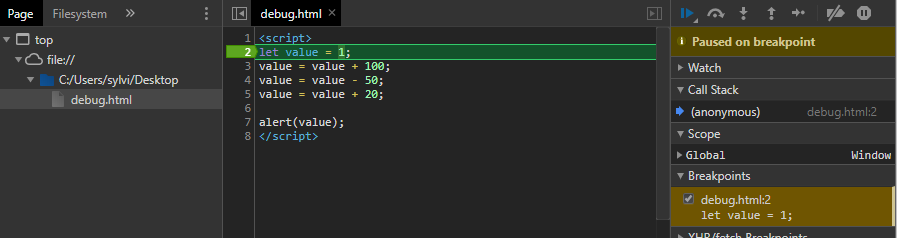 Page
Filesystem
top
file://
C:/Users/sylvi/Desktop
debug.html
debug.html
1 <script>
2 let value = 1;
3 value = value + 100;
4 value = value - 50;
5 value = value + 20;
6
7 alert(value);
8 </script>
Paused on breakpoint
Watch
Call Stack
(anonymous) debug.html:2
Scope
Global Window
Breakpoints
debug.html:2
let value = 1;
XHR/fetch Breakpoints